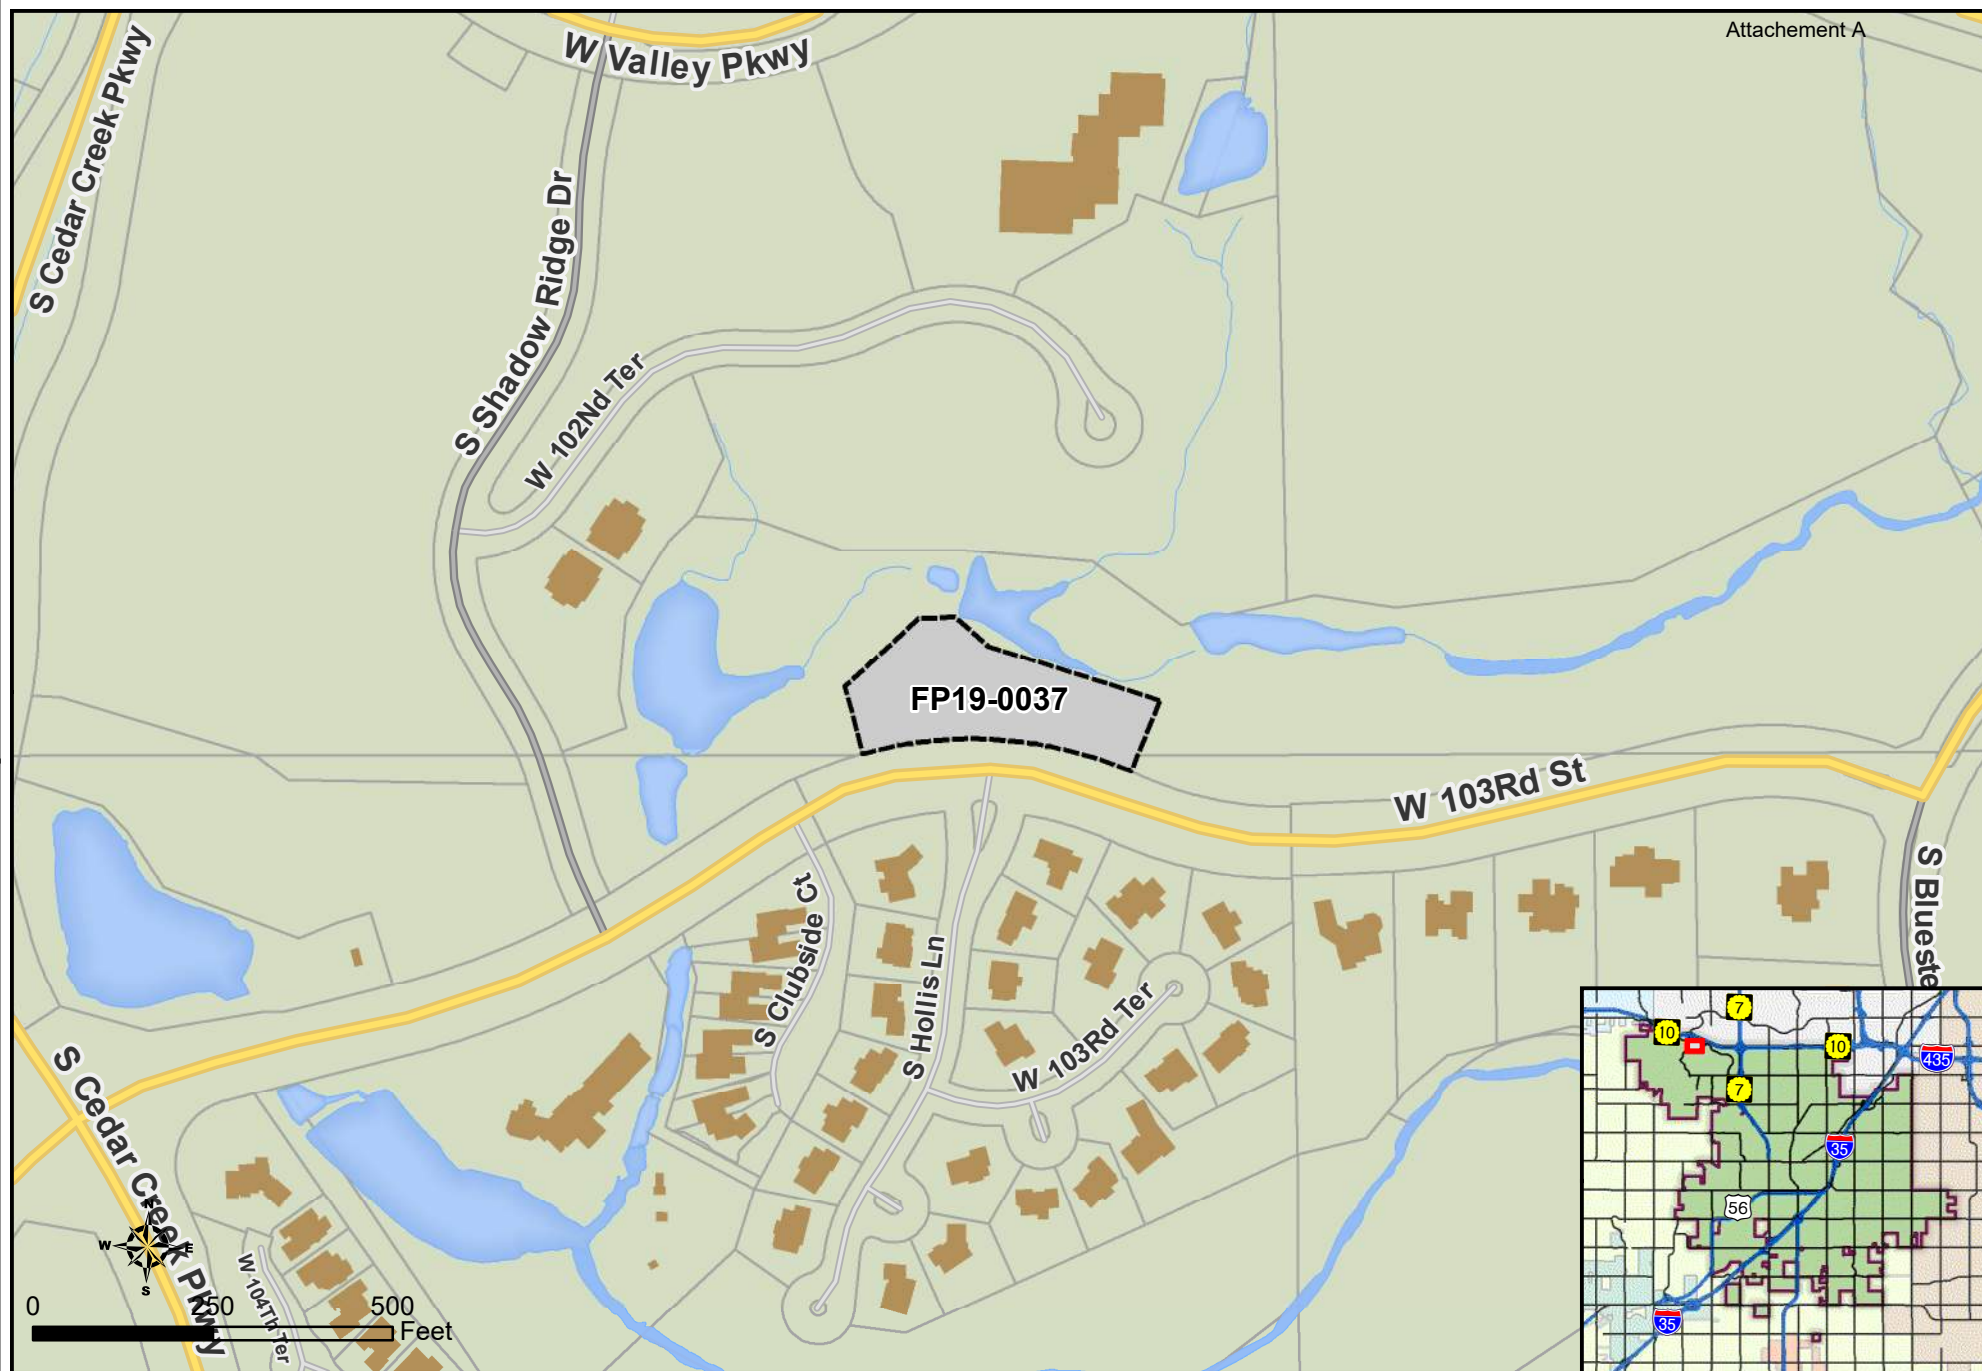 Attachement A
W Valley Pkwy
S Cedar Creek Pkwy
S Shadow Ridge Dr
W 102Nd Ter
FP19-0037
W 103Rd St
S Clubside Ct
S Hollis Ln
W 103Rd Ter
S Blueste
S Cedar Creek Pkwy
W 104Th Ter
N
W
E
S
0
250
500
Feet
7
10
10
435
7
35
56
35